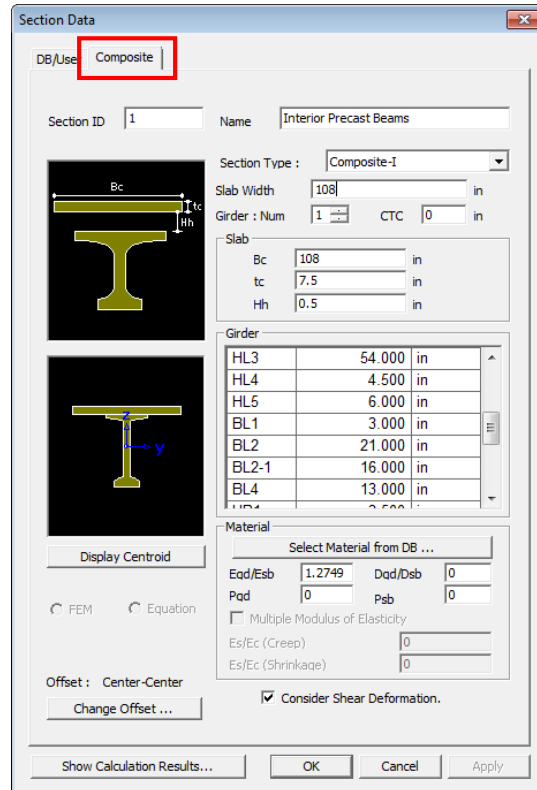 Section Data
DB/Use Composite
Section ID 1 Name Interior Precast Beams
Section Type : Composite-I
Slab Width 108 in
Girder : Num 1 CTC 0 in
Bc
tc
Hh
Slab
Bc 108 in
tc 7.5 in
Hh 0.5 in
Girder
HL3 54.000 in
HL4 4.500 in
HL5 6.000 in
BL1 3.000 in
BL2 21.000 in
BL2-1 16.000 in
BL4 13.000 in
z
y
Display Centroid
FEM Equation
Offset : Center-Center
Change Offset ...
Material
Select Material from DB ...
Egd/Esb 1.2749 Dgd/Dsb 0
Pgd 0 Psb 0
Multiple Modulus of Elasticity
Es/Ec (Creep) 0
Es/Ec (Shrinkage) 0
Consider Shear Deformation.
Show Calculation Results... OK Cancel Apply